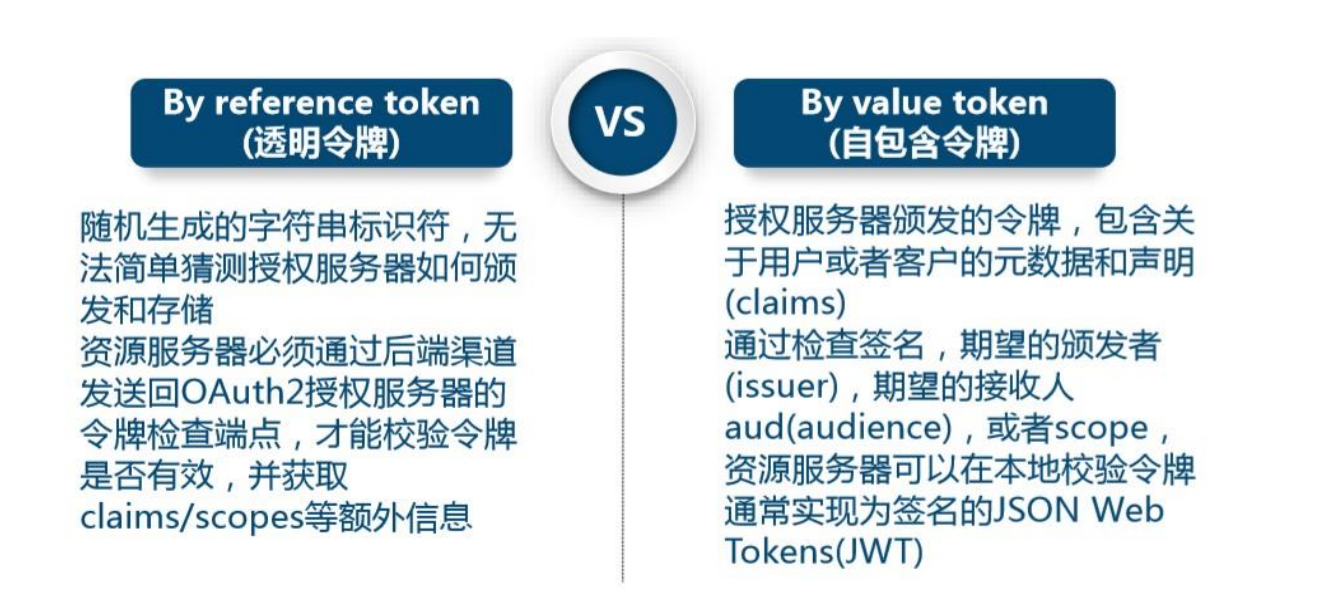 By reference token
(透明令牌)
VS
By value token
(自包含令牌)
随机生成的字符串标识符，无
法简单猜测授权服务器如何颁
发和存储
资源服务器必须通过后端渠道
发送回OAuth2授权服务器的
令牌检查端点，才能校验令牌
是否有效，并获取
claims/scopes等额外信息
授权服务器颁发的令牌，包含关
于用户或者客户的元数据和声明
(claims)
通过检查签名，期望的颁发者
(issuer)，期望的接收人
aud(audience)，或者scope，
资源服务器可以在本地校验令牌
通常实现为签名的JSON Web
Tokens(JWT)